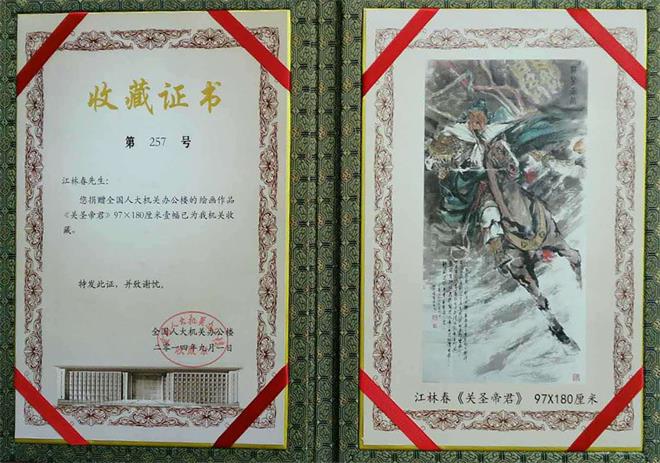 收藏证书
第 257 号
江林春先生:
您捐赠全国人大机关办公楼的绘画作品
《关圣帝君》97×180厘米壹幅已为我机关收
藏。
特发此证,并致谢忱。
全国人大机关办公楼
二〇一四年九月一日
江林春《关圣帝君》 97X180厘米